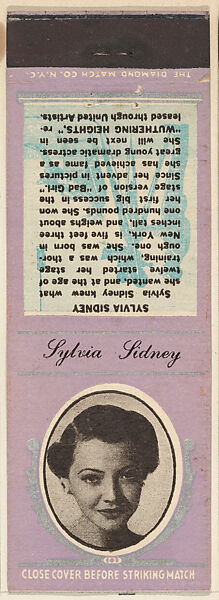 THE DIAMOND MATCH CO. N.Y.C.
SYLVIA SIDNEY
Sylvia Sidney knew what
she wanted, and at the age of
twelve started her stage
training, which was a thor-
ough one. She was born in
New York, is five feet three
inches tall, and weighs about
one hundred pounds. She won
her first big success in the
stage version of "Bad Girl."
Since her advent in pictures
she has achieved fame as a
great young dramatic actress.
She will next be seen in
"WUTHERING HEIGHTS," re-
leased through United Artists.
Sylvia Sidney
CLOSE COVER BEFORE STRIKING MATCH